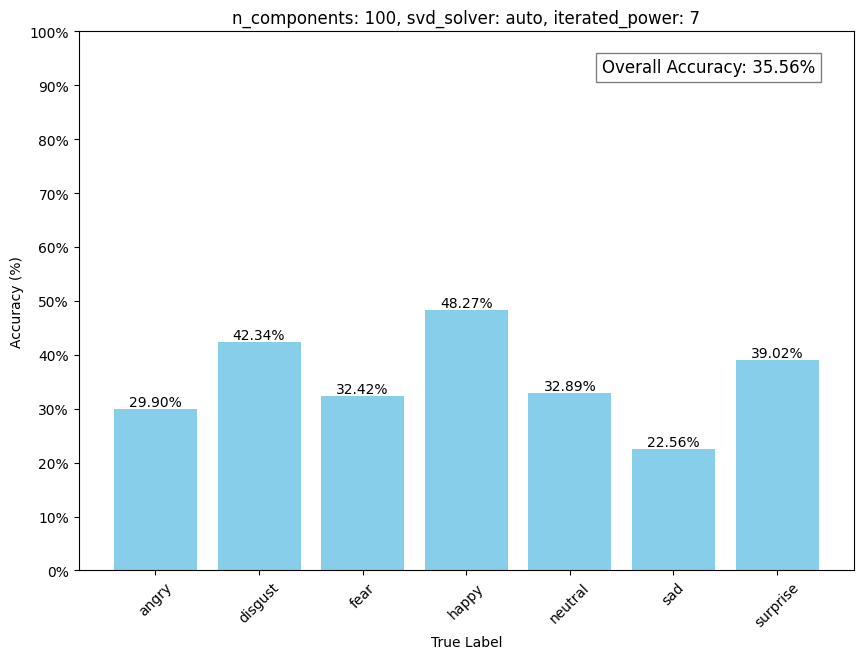 n_components: 100, svd_solver: auto, iterated_power: 7
100%
Overall Accuracy: 35.56%
90%
80%
70%
60%
50%
40%
30%
20%
10%
0%
Accuracy (%)
29.90%
42.34%
32.42%
48.27%
32.89%
22.56%
39.02%
angry
disgust
fear
happy
neutral
sad
surprise
True Label